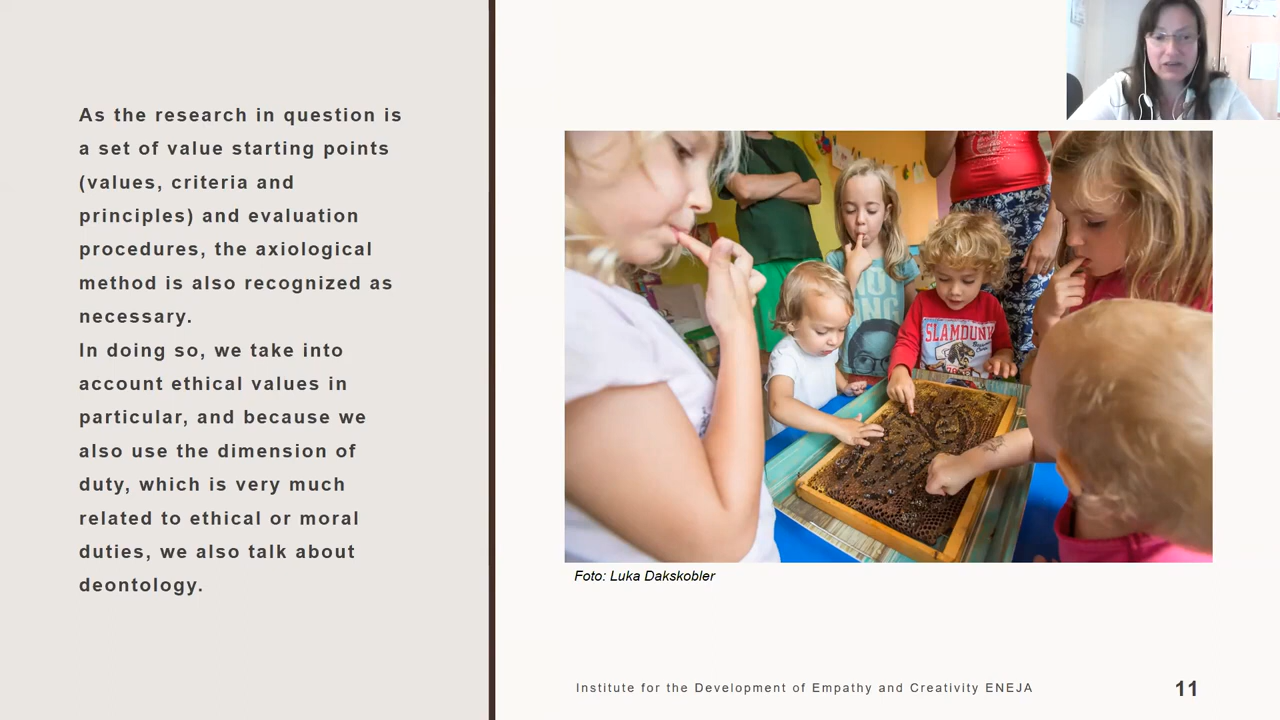 As the research in question is
a set of value starting points
(values, criteria and
principles) and evaluation
procedures, the axiological
method is also recognized as
necessary.
In doing so, we take into
account ethical values in
particular, and because we
also use the dimension of
duty, which is very much
related to ethical or moral
duties, we also talk about
deontology.
SLAMDUNK
Foto: Luka Dakskobler
Institute for the Development of Empathy and Creativity ENEJA
11